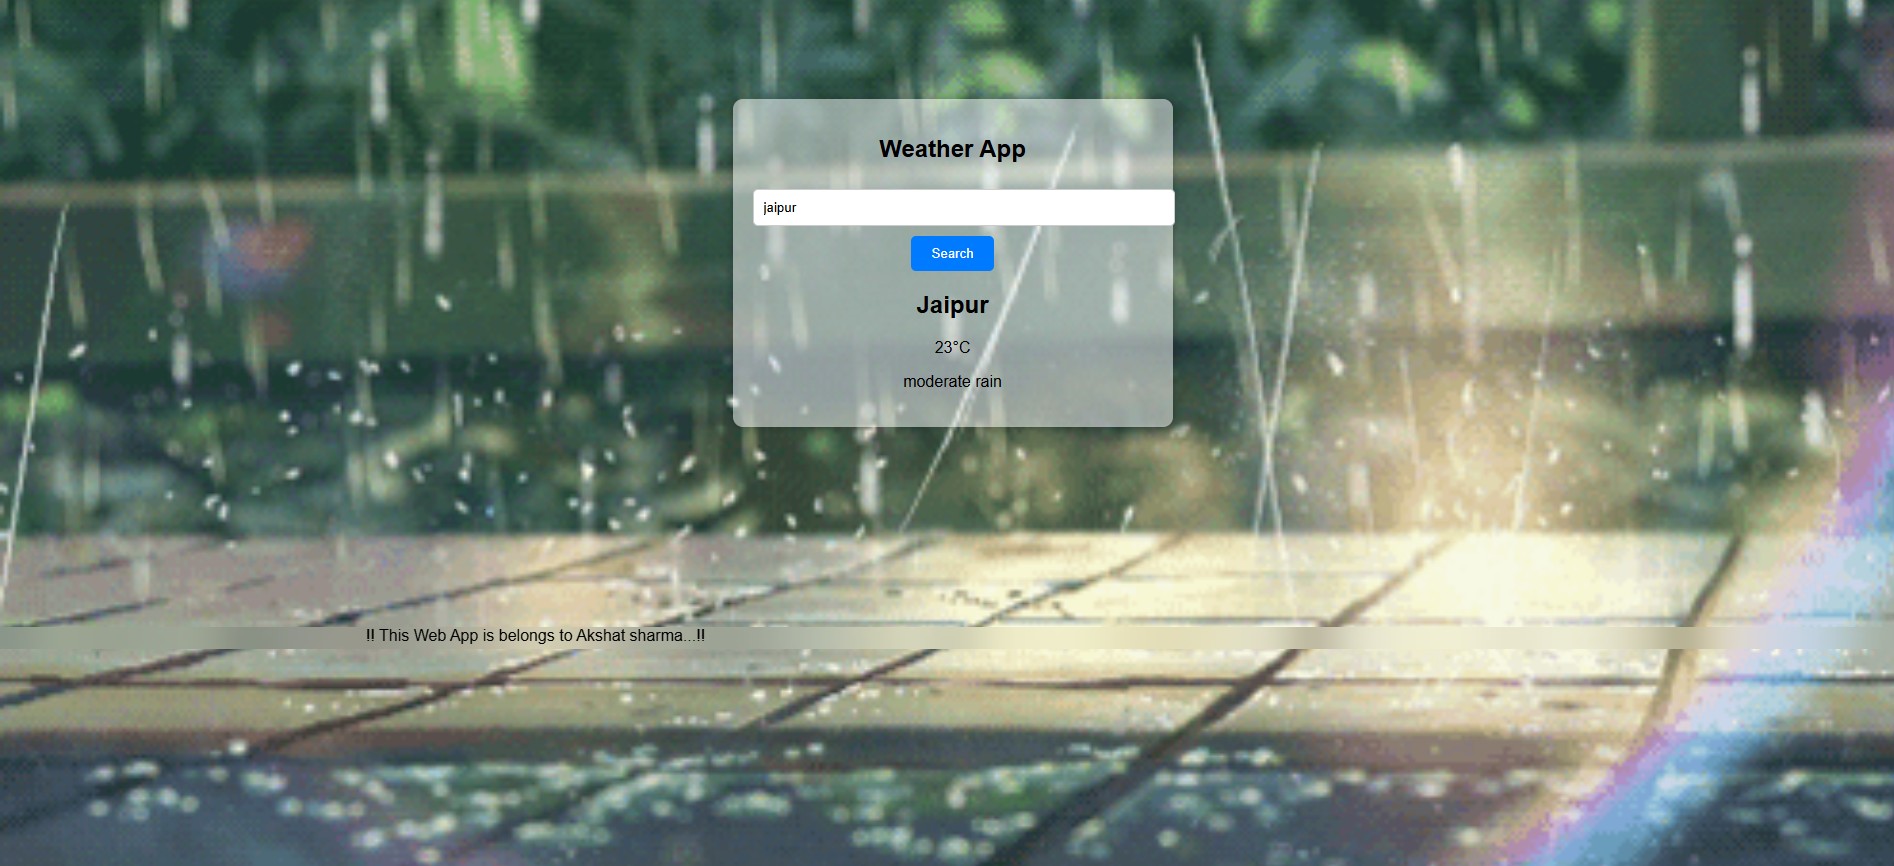 Weather App
jaipur
Search
Jaipur
23°C
moderate rain
!! This Web App is belongs to Akshat sharma...!!